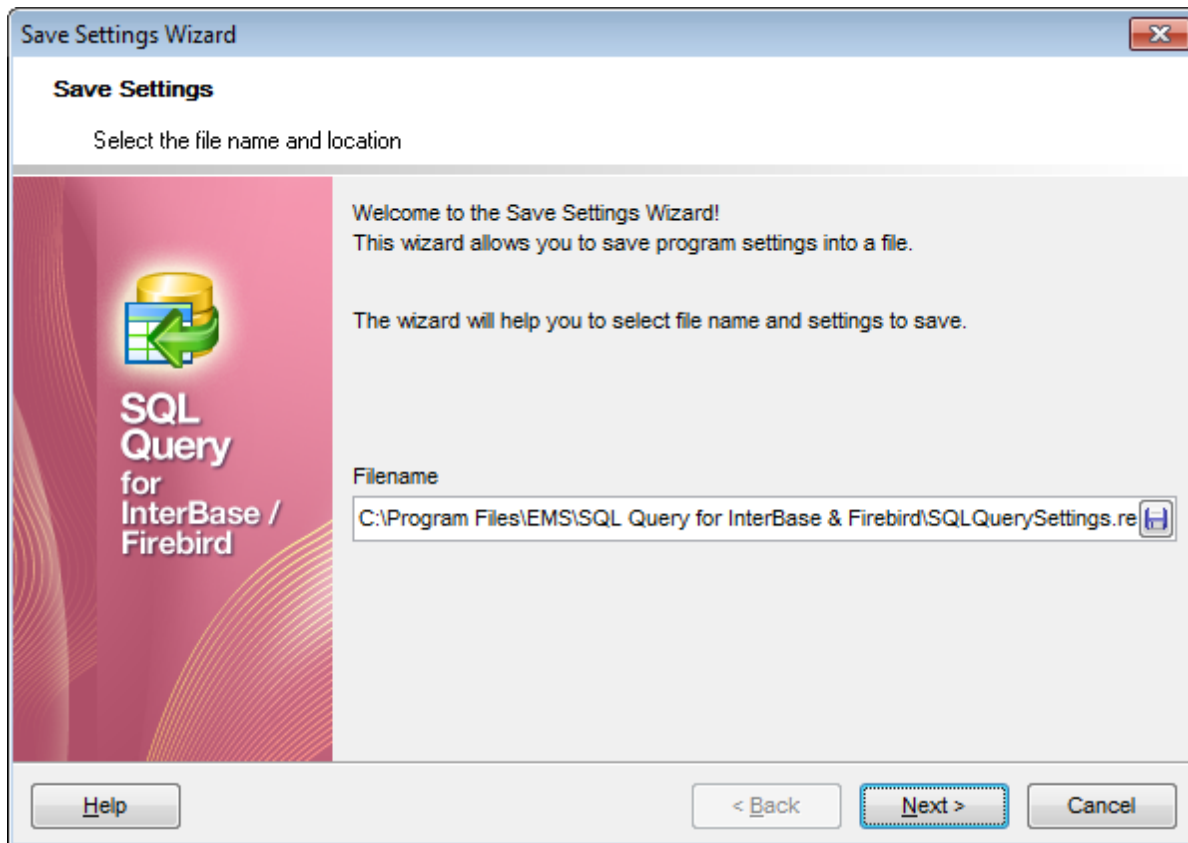 Save Settings Wizard
Save Settings
Select the file name and location
SQL
Query
for
InterBase /
Firebird
Welcome to the Save Settings Wizard!
This wizard allows you to save program settings into a file.
The wizard will help you to select file name and settings to save.
Filename
C:\Program Files\EMS\SQL Query for InterBase & Firebird\SQLQuerySettings.re
Help
< Back
Next >
Cancel